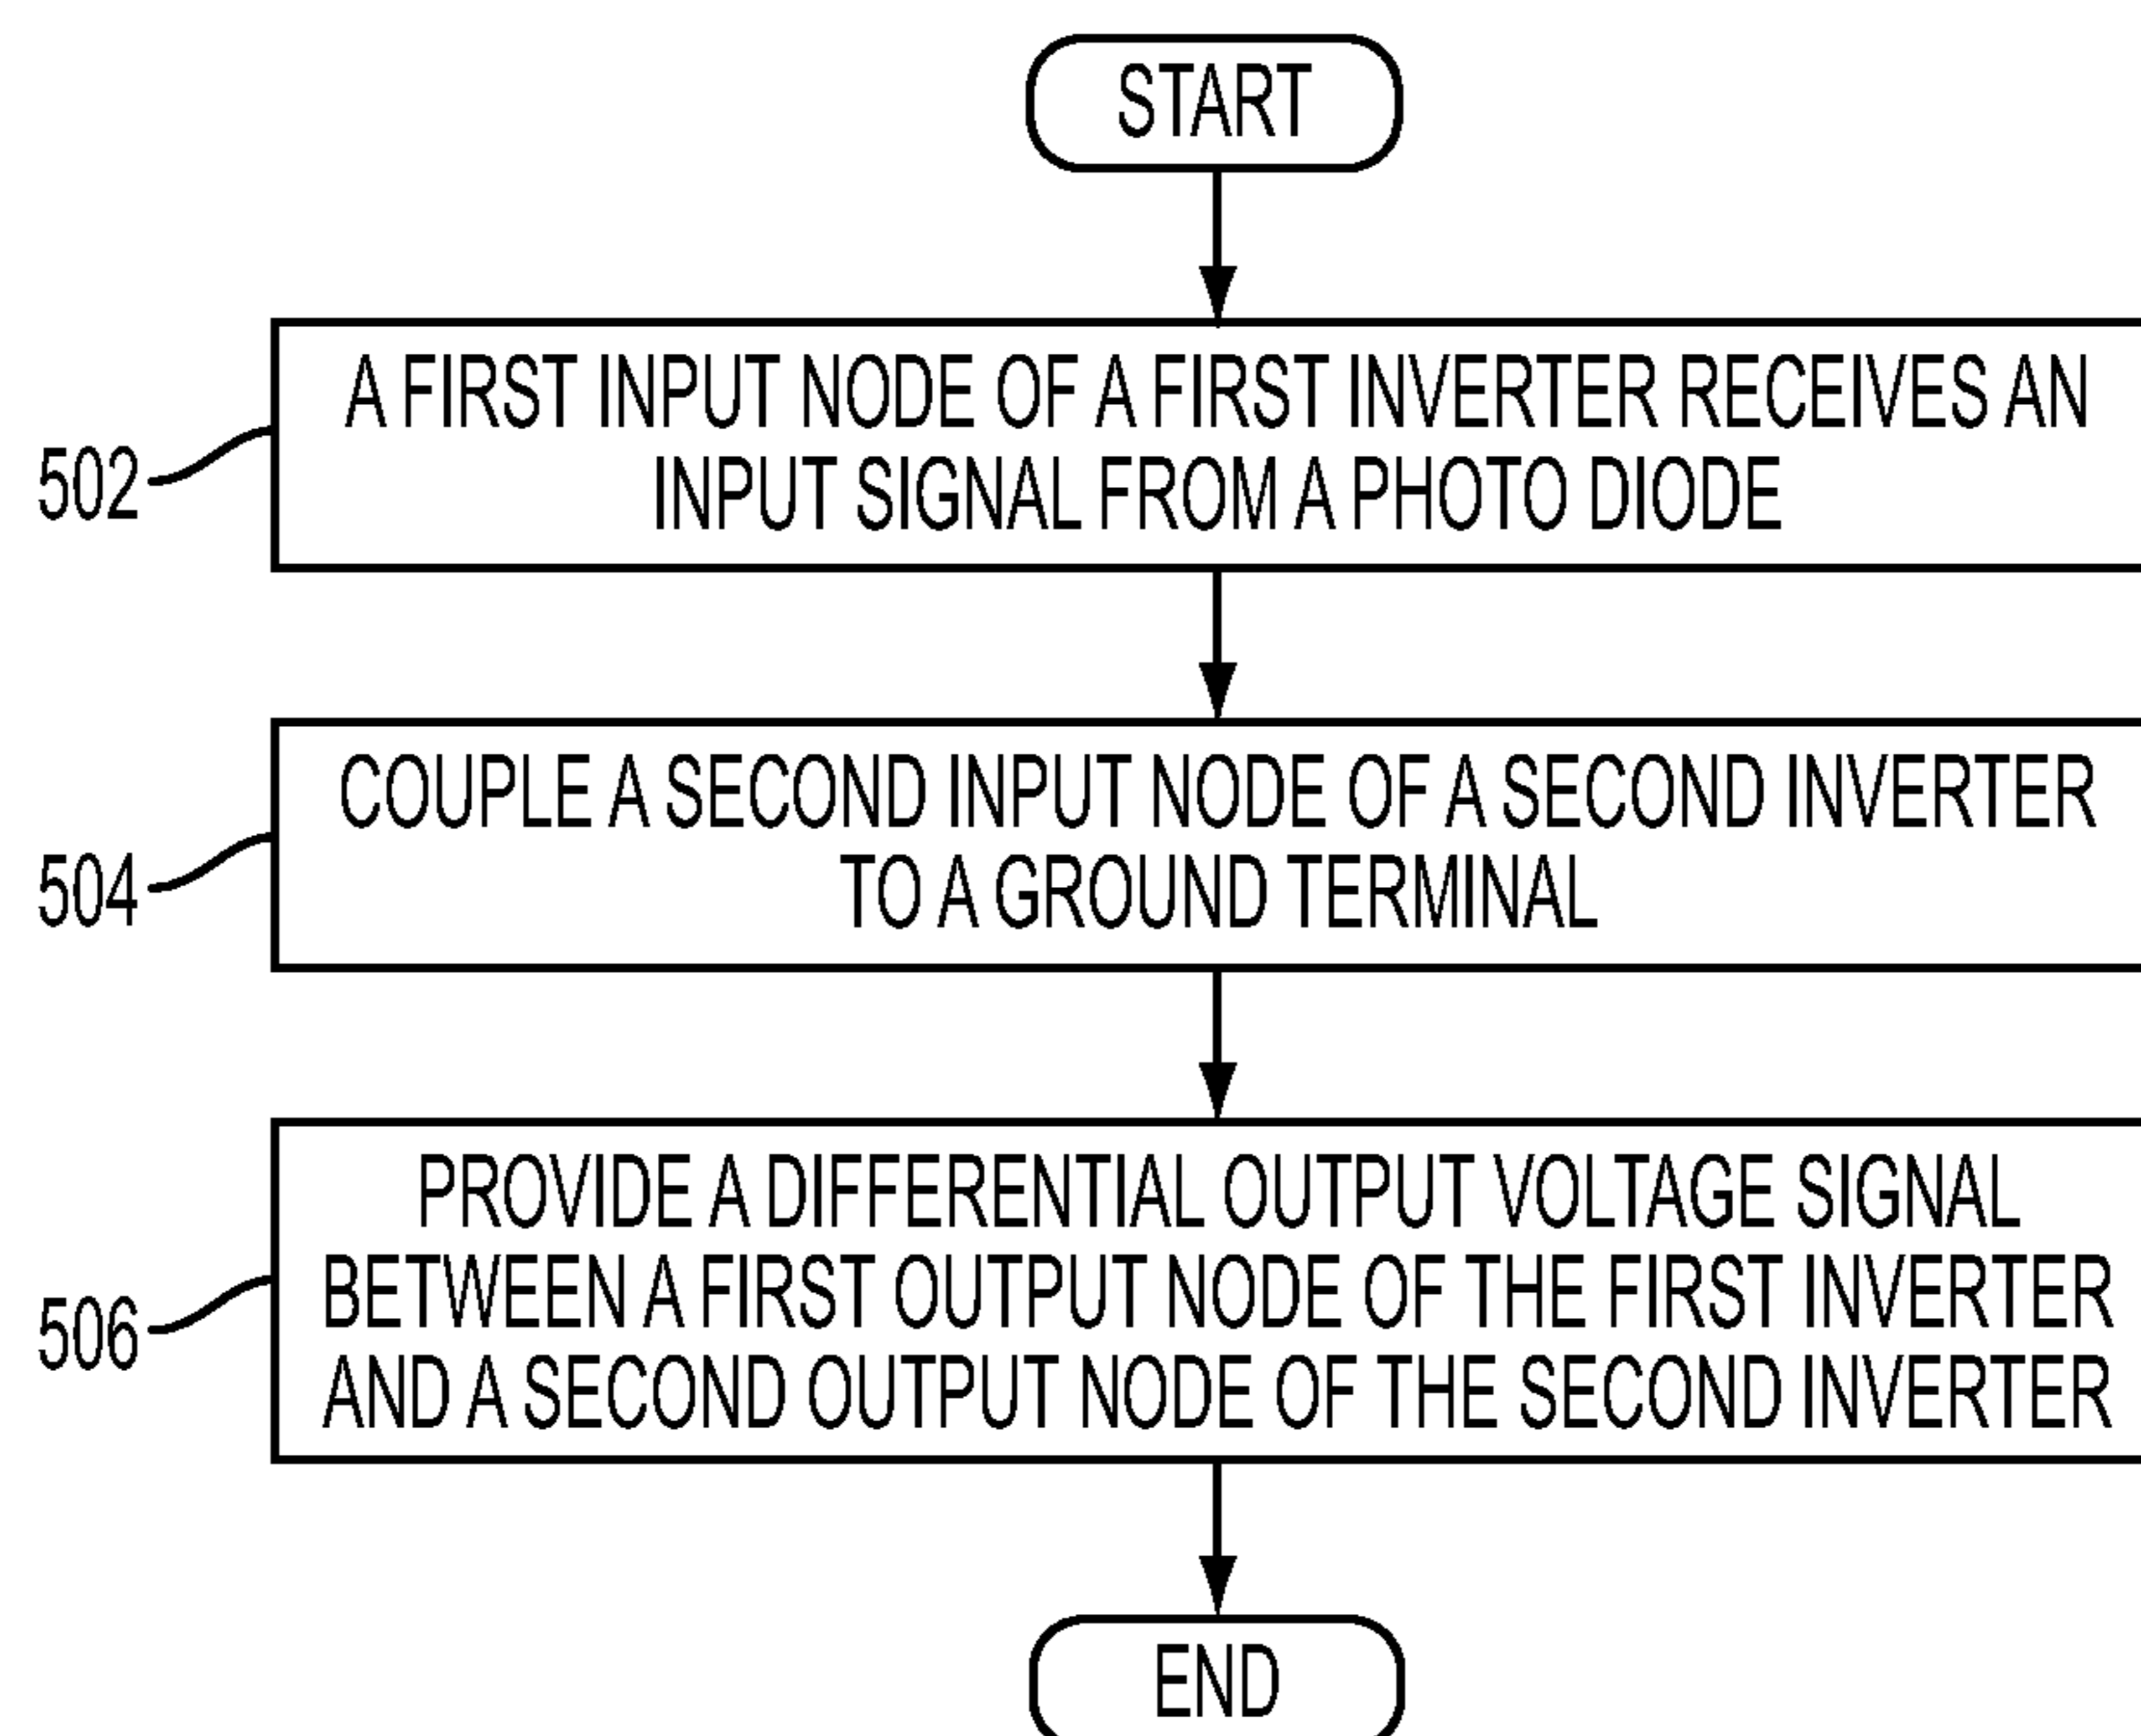 START
A FIRST INPUT NODE OF A FIRST INVERTER RECEIVES AN
INPUT SIGNAL FROM A PHOTO DIODE
502
COUPLE A SECOND INPUT NODE OF A SECOND INVERTER
TO A GROUND TERMINAL
504
PROVIDE A DIFFERENTIAL OUTPUT VOLTAGE SIGNAL
BETWEEN A FIRST OUTPUT NODE OF THE FIRST INVERTER
AND A SECOND OUTPUT NODE OF THE SECOND INVERTER
506
END